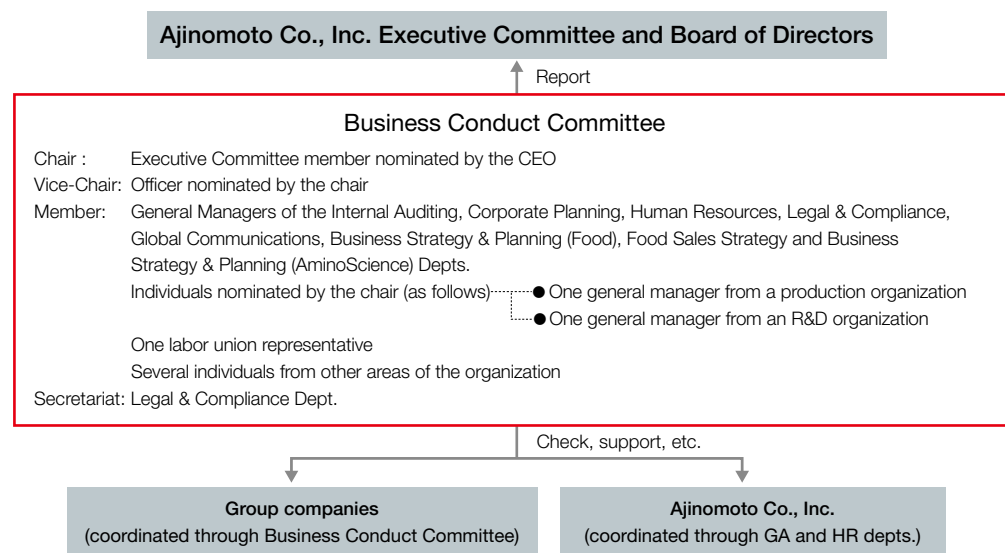 Ajinomoto Co., Inc. Executive Committee and Board of Directors
Report
Business Conduct Committee
Chair : Executive Committee member nominated by the CEO
Vice-Chair: Officer nominated by the chair
Member: General Managers of the Internal Auditing, Corporate Planning, Human Resources, Legal & Compliance,
Global Communications, Business Strategy & Planning (Food), Food Sales Strategy and Business
Strategy & Planning (AminoScience) Depts.
Individuals nominated by the chair (as follows) ● One general manager from a production organization
● One general manager from an R&D organization
One labor union representative
Several individuals from other areas of the organization
Secretariat: Legal & Compliance Dept.
Check, support, etc.
Group companies
(coordinated through Business Conduct Committee)
Ajinomoto Co., Inc.
(coordinated through GA and HR depts.)